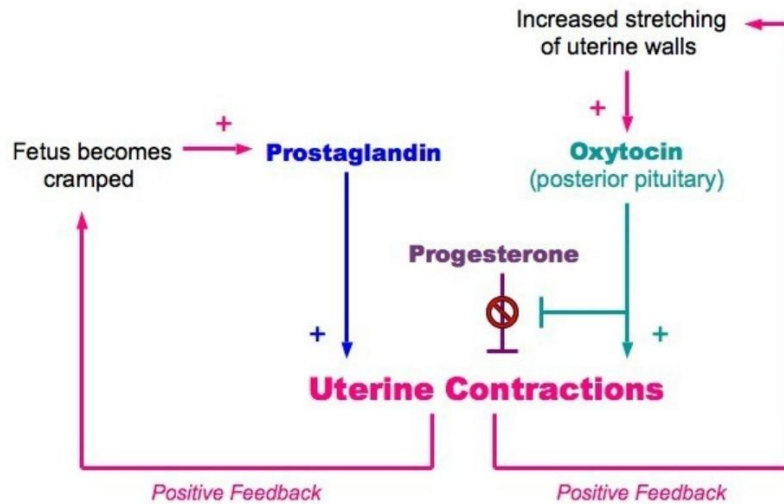 Increased stretching
of uterine walls
+
+
Fetus becomes
cramped
Prostaglandin
Oxytocin
(posterior pituitary)
Progesterone
+
+
Uterine Contractions
Positive Feedback
Positive Feedback